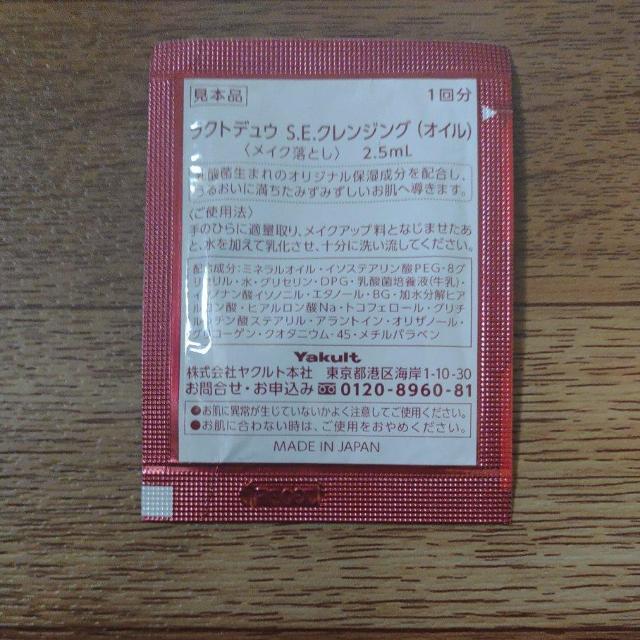 見本品 1回分
ラクトデュウ S.E.クレンジング(オイル)
〈メイク落とし〉 2.5mL
乳酸菌生まれのオリジナル保湿成分を配合し、
うるおいに満ちたみずみずしいお肌へ導きます。
〈ご使用法〉
手のひらに適量取り、メイクアップ料となじませたあ
と、水を加えて乳化させ、十分に洗い流してください。
配合成分:ミネラルオイル・イソステアリン酸PEG-8グ
リセリル・水・グリセリン・DPG・乳酸菌培養液(牛乳)・
イソノナン酸イソノニル・エタノール・BG・加水分解ヒア
ルロン酸・ヒアルロン酸Na・トコフェロール・グリチ
ルレチン酸ステアリル・アラントイン・オリザノール・
クオタニウム-45・メチルパラベン
Yakult
株式会社ヤクルト本社 東京都港区海岸1-10-30
お問合せ・お申込み 0120-8960-81
●お肌に異常が生じていないかよく注意してご使用ください。
●お肌に合わない時は、ご使用をおやめください。
MADE IN JAPAN